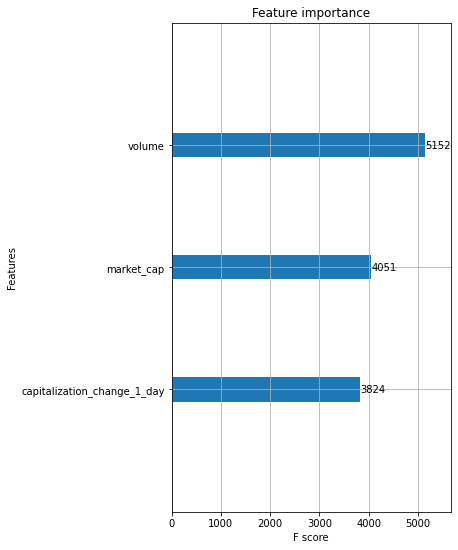 Feature importance
Features
volume
5152
market_cap
4051
capitalization_change_1_day
3824
0 1000 2000 3000 4000 5000
F score